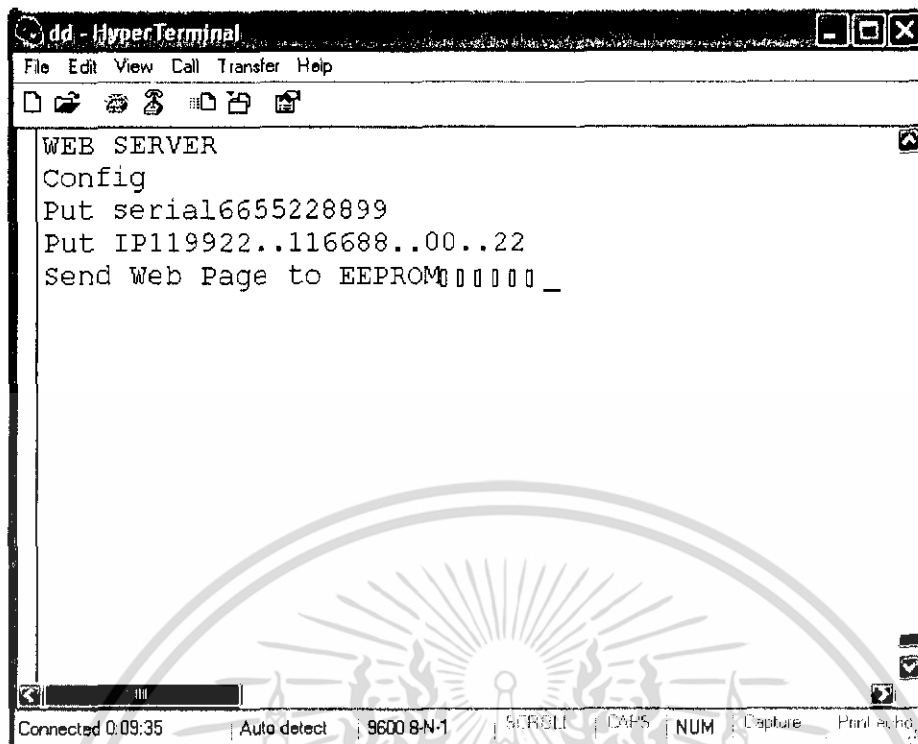 dd - HyperTerminal
File Edit View Call Transfer Help
WEB SERVER
Config
Put serial6655228899
Put IP119922..116688..00..22
Send Web Page to EEPROM▯▯▯▯▯▯_
Connected 0:09:35 Auto detect 9600 8-N-1 SCROLL CAPS NUM Capture Print echo